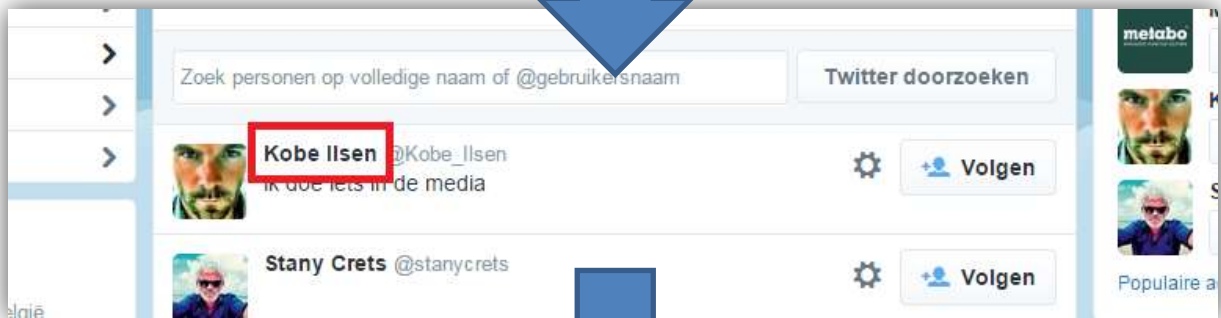 Zoek personen op volledige naam of @gebruikersnaam
Twitter doorzoeken
Kobe Ilsen @Kobe_Ilsen
Ik doe iets in de media
Volgen
Stany Crets @stanycrets
Volgen
metabo
K
S
Populaire a
elgië